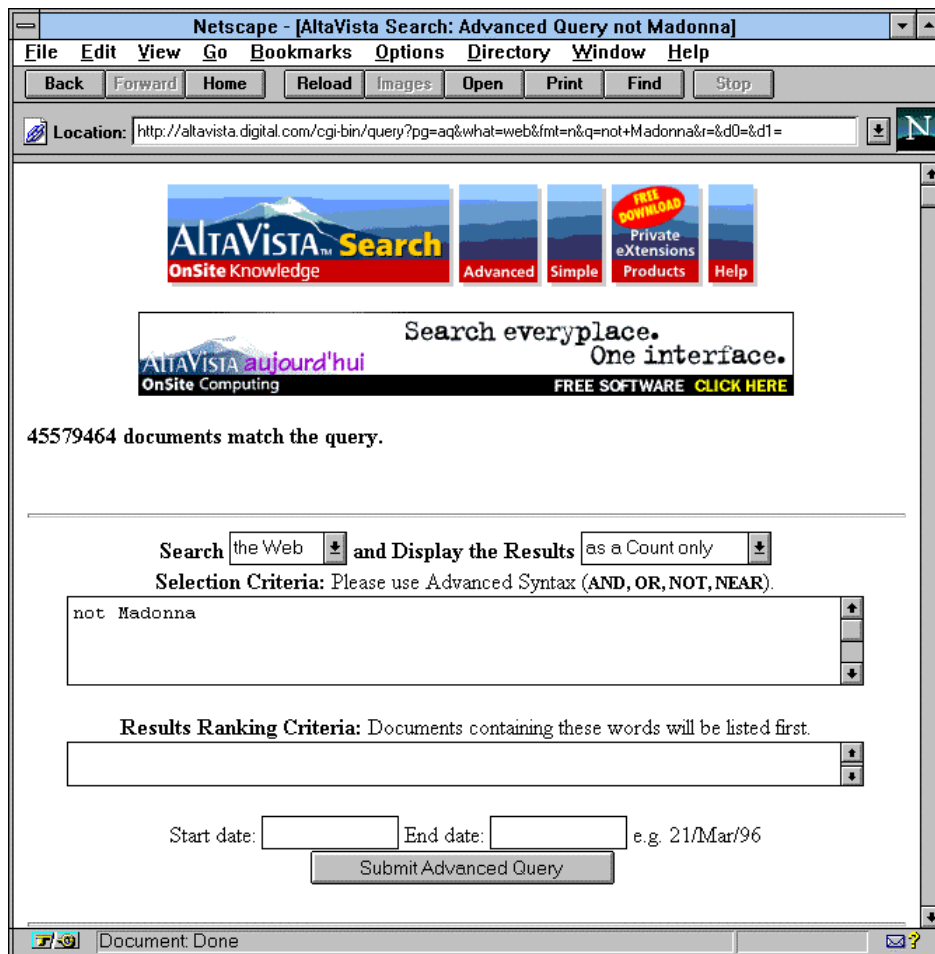 Netscape - [AltaVista Search: Advanced Query not Madonna]
File Edit View Go Bookmarks Options Directory Window Help
Back Forward Home Reload Images Open Print Find Stop
Location: http://altavista.digital.com/cgi-bin/query?pg=aq&what=web&fmt=n&q=not+Madonna&r=&d0=&d1= N
ALTAVISTA™ Search
OnSite Knowledge
Advanced
Simple
FREE DOWNLOAD
Private
eXtensions
Products
Help
Search everyplace.
One interface.
ALTAVISTA aujourd'hui
OnSite Computing FREE SOFTWARE CLICK HERE
45579464 documents match the query.
Search the Web and Display the Results as a Count only
Selection Criteria: Please use Advanced Syntax (AND, OR, NOT, NEAR).
not Madonna
Results Ranking Criteria: Documents containing these words will be listed first.
Start date: End date: e.g. 21/Mar/96
Submit Advanced Query
Document: Done